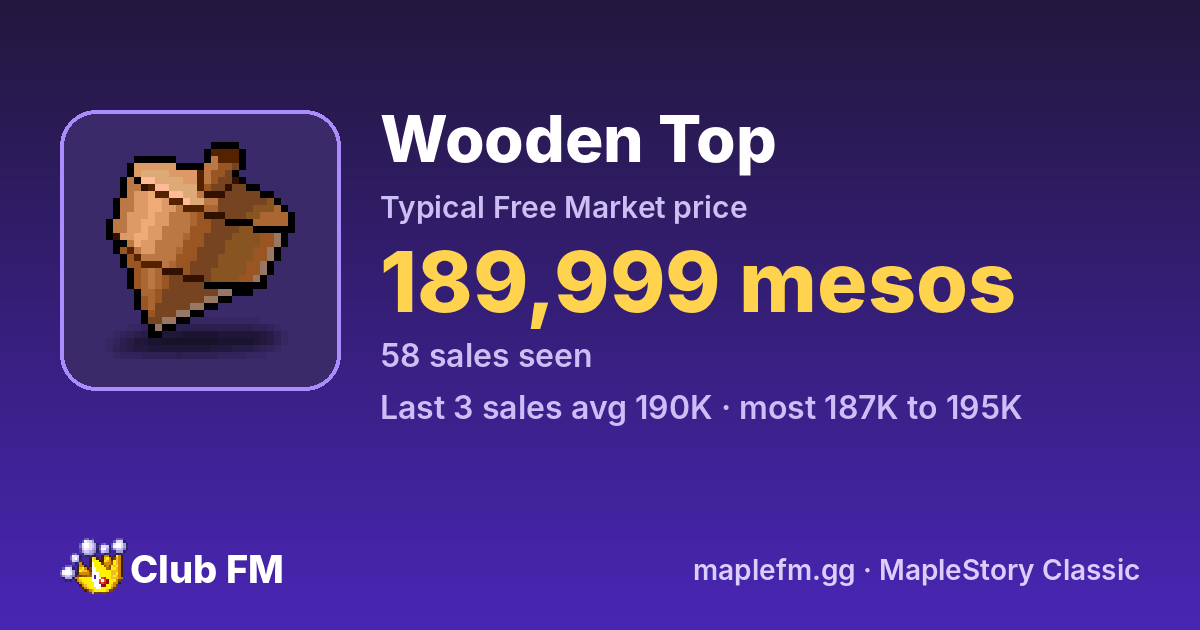 Wooden Top
Typical Free Market price
189,999 mesos
58 sales seen
Last 3 sales avg 190K · most 187K to 195K
Club FM
maplefm.gg · MapleStory Classic